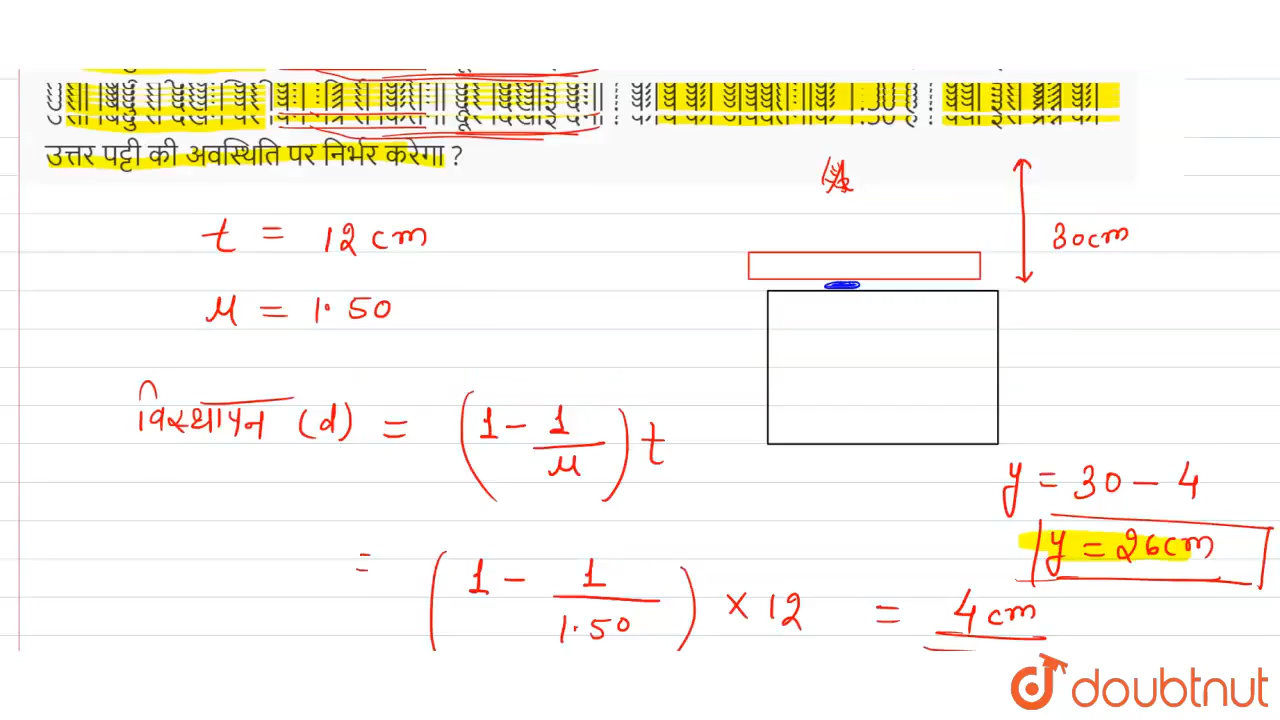 उत्तर पट्टी की अवस्थिति पर निर्भर करेगा ?
t = 12 cm
30cm
μ = 1.50
विस्थापन (d) = (1 - 1/μ) t
y = 30 - 4
y = 26cm
= (1 - 1/1.50) × 12 = 4 cm
doubtnut